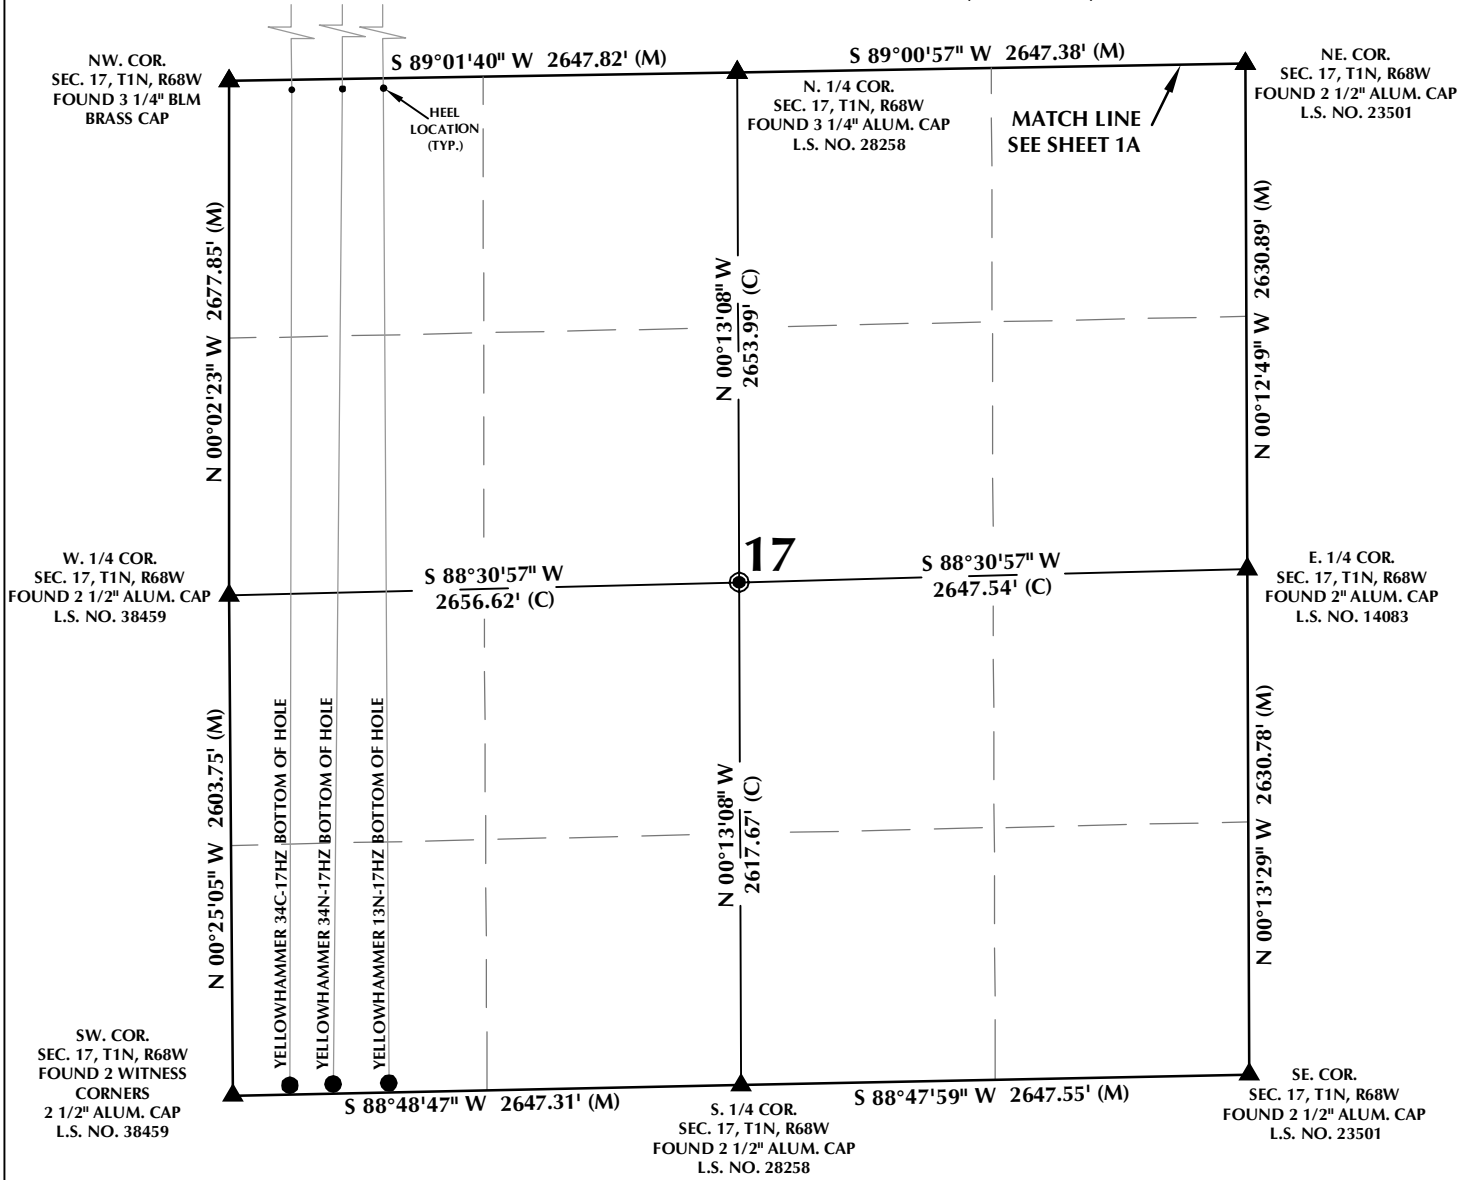 S 89°01'40" W 2647.82' (M)
S 89°00'57" W 2647.38' (M)
NW. COR.
SEC. 17, T1N, R68W
FOUND 3 1/4" BLM
BRASS CAP
HEEL
LOCATION
(TYP.)
N. 1/4 COR.
SEC. 17, T1N, R68W
FOUND 3 1/4" ALUM. CAP
L.S. NO. 28258
MATCH LINE
SEE SHEET 1A
NE. COR.
SEC. 17, T1N, R68W
FOUND 2 1/2" ALUM. CAP
L.S. NO. 23501
N 00°02'23" W 2677.85' (M)
N 00°13'08" W
2653.99' (C)
N 00°12'49" W 2630.89' (M)
W. 1/4 COR.
SEC. 17, T1N, R68W
FOUND 2 1/2" ALUM. CAP
L.S. NO. 38459
S 88°30'57" W
2656.62' (C)
17
S 88°30'57" W
2647.54' (C)
E. 1/4 COR.
SEC. 17, T1N, R68W
FOUND 2" ALUM. CAP
L.S. NO. 14083
N 00°25'05" W 2603.75' (M)
YELLOWHAMMER 34C-17HZ BOTTOM OF HOLE
YELLOWHAMMER 34N-17HZ BOTTOM OF HOLE
YELLOWHAMMER 13N-17HZ BOTTOM OF HOLE
N 00°13'08" W
2617.67' (C)
N 00°13'29" W 2630.78' (M)
SW. COR.
SEC. 17, T1N, R68W
FOUND 2 WITNESS
CORNERS
2 1/2" ALUM. CAP
L.S. NO. 38459
S 88°48'47" W 2647.31' (M)
S. 1/4 COR.
SEC. 17, T1N, R68W
FOUND 2 1/2" ALUM. CAP
L.S. NO. 28258
S 88°47'59" W 2647.55' (M)
SE. COR.
SEC. 17, T1N, R68W
FOUND 2 1/2" ALUM. CAP
L.S. NO. 23501